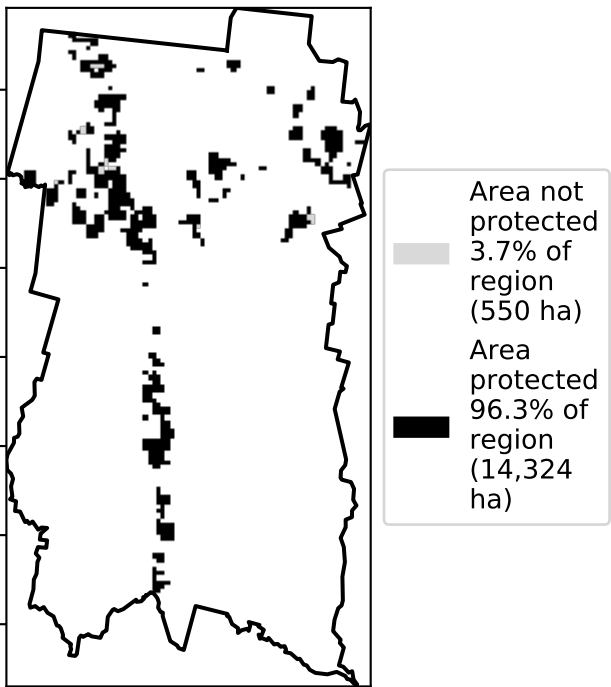 Area not
protected
3.7% of
region
(550 ha)
Area
protected
96.3% of
region
(14,324
ha)